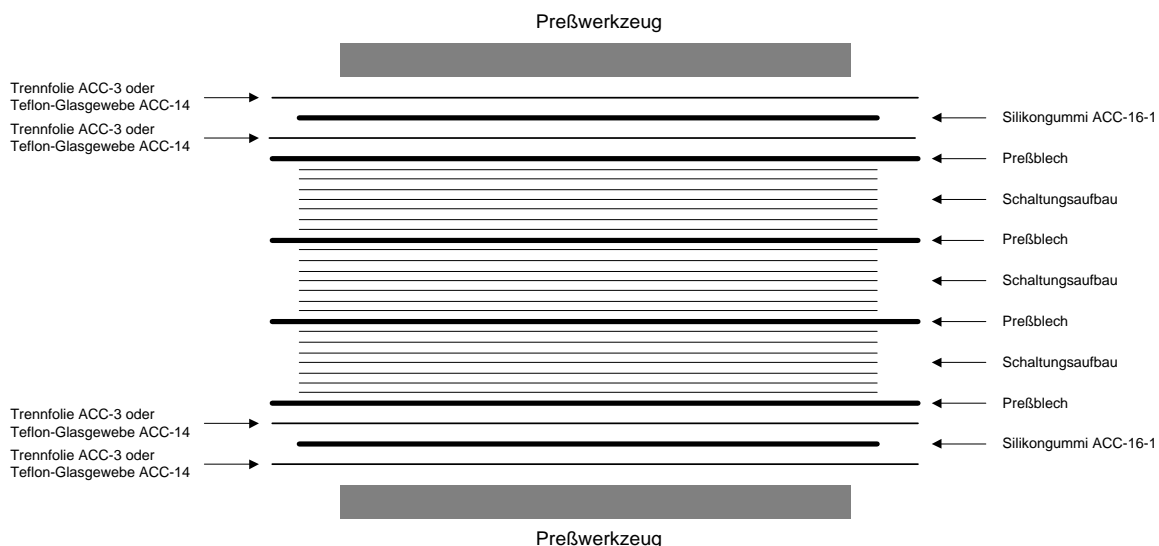 Preßwerkzeug
Trennfolie ACC-3 oder
Teflon-Glasgewebe ACC-14
Silikongummi ACC-16-1
Trennfolie ACC-3 oder
Teflon-Glasgewebe ACC-14
Preßblech
Schaltungsaufbau
Preßblech
Schaltungsaufbau
Preßblech
Schaltungsaufbau
Preßblech
Trennfolie ACC-3 oder
Teflon-Glasgewebe ACC-14
Silikongummi ACC-16-1
Trennfolie ACC-3 oder
Teflon-Glasgewebe ACC-14
Preßwerkzeug